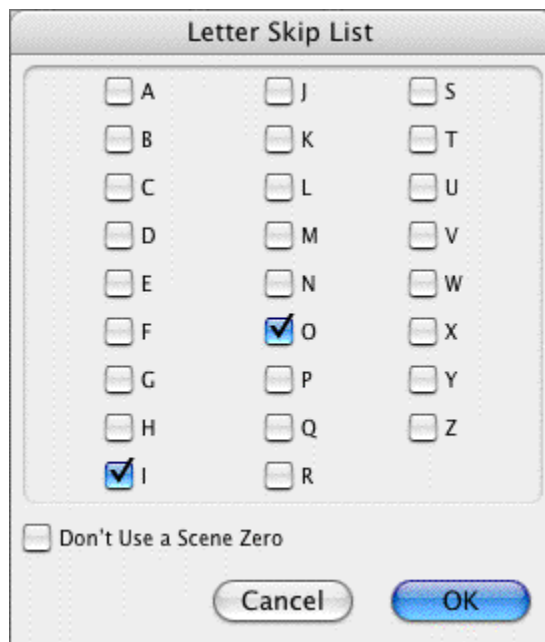 Letter Skip List
A J S
B K T
C L U
D M V
E N W
F O X
G P Y
H Q Z
I R
Don't Use a Scene Zero
Cancel OK